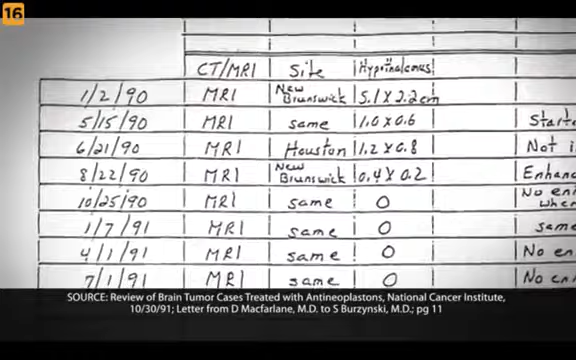 16
CT/MRI Site Hypothalamus
1/2/90 MRI New Brunswick 5.1 X 2.2 cm
5/15/90 MRI same 1.0 X 0.6 Starte
6/21/90 MRI Houston 1.2 X 0.8 Not i
8/22/90 MRI New Brunswick 0.4 X 0.2 Enhanc
10/25/90 MRI same 0 No en whe
1/7/91 MRI same 0 same
4/1/91 MRI same 0 No en
7/1/91 MRI same 0 No en
SOURCE: Review of Brain Tumor Cases Treated with Antineoplastons, National Cancer Institute,
10/30/91; Letter from D Macfarlane, M.D. to S Burzynski, M.D.; pg 11